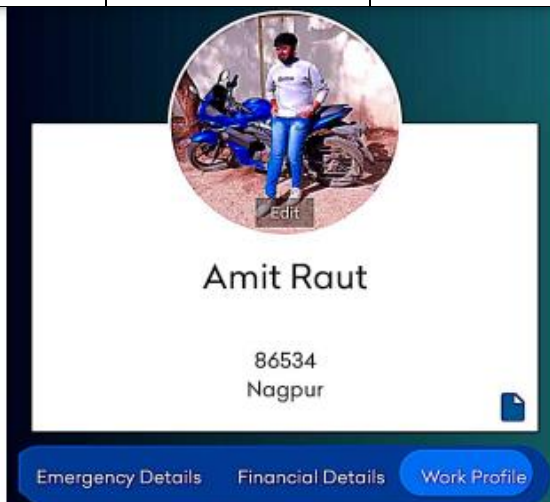 Edit
Amit Raut
86534
Nagpur
Emergency Details Financial Details Work Profile